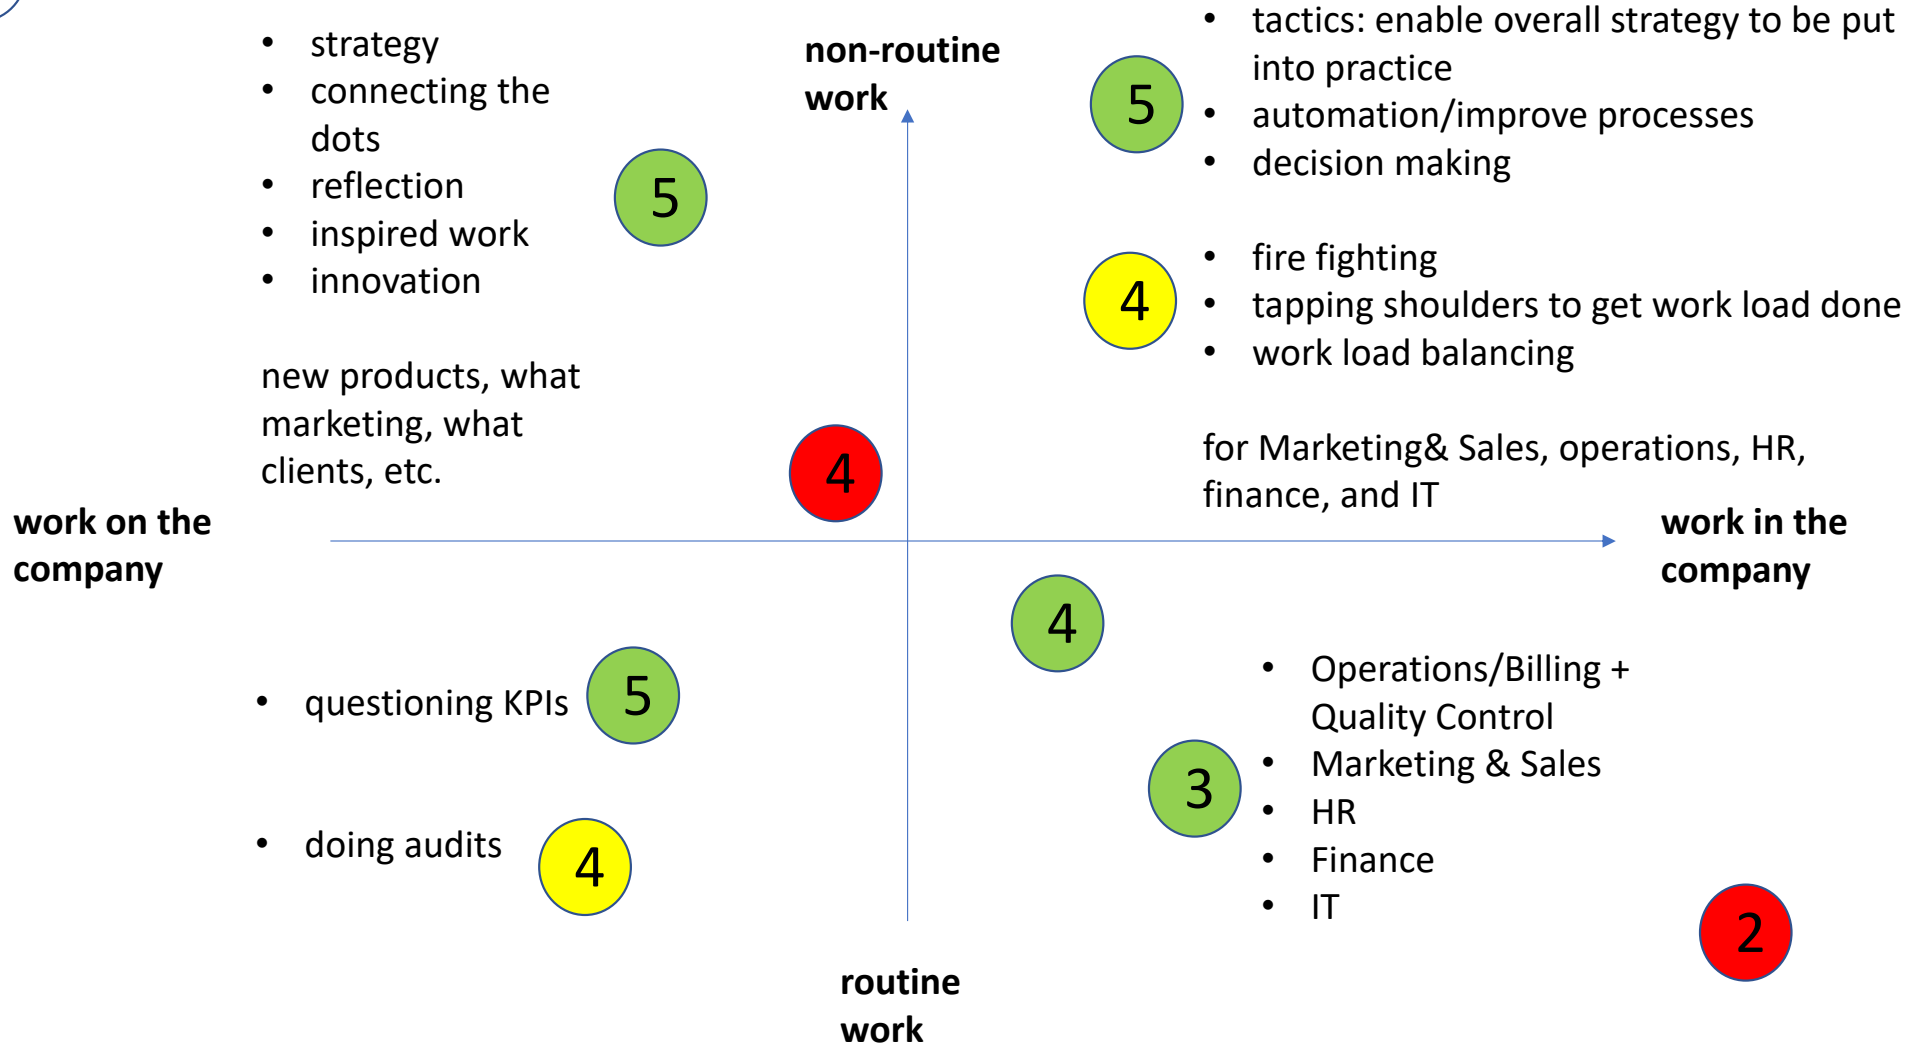 • strategy
• connecting the
dots
• reflection
• inspired work
• innovation
new products, what
marketing, what
clients, etc.
5
non-routine
work
5
• tactics: enable overall strategy to be put
into practice
• automation/improve processes
• decision making
4
• fire fighting
• tapping shoulders to get work load done
• work load balancing
for Marketing& Sales, operations, HR,
finance, and IT
4
work on the
company
work in the
company
• questioning KPIs
5
• doing audits
4
4
3
• Operations/Billing +
Quality Control
• Marketing & Sales
• HR
• Finance
• IT
2
routine
work